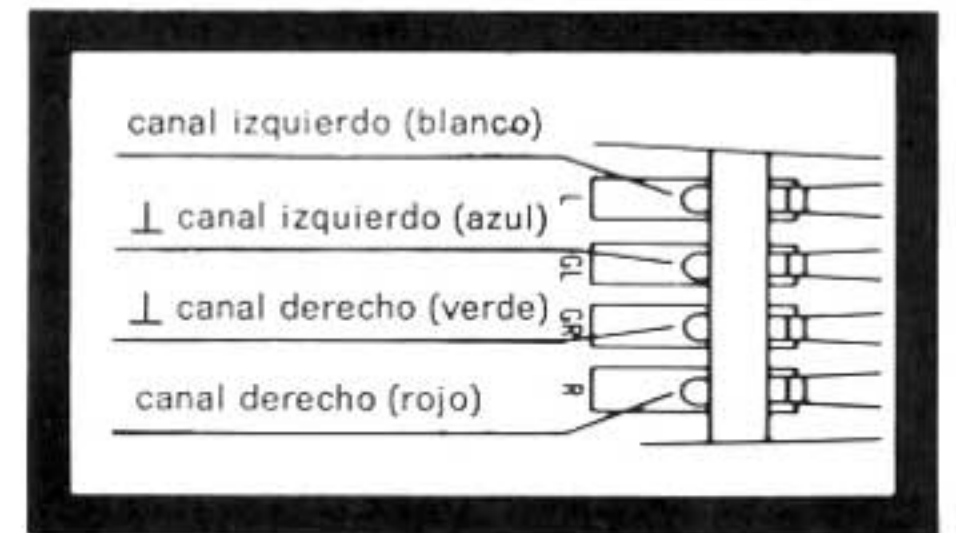 canal izquierdo (blanco)
L
⊥ canal izquierdo (azul)
GL
⊥ canal derecho (verde)
GR
canal derecho (rojo)
R